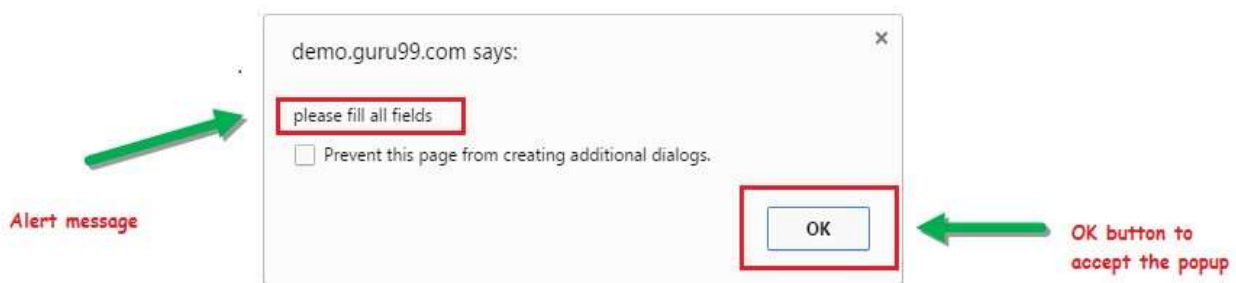 demo.guru99.com says:
×
please fill all fields
Prevent this page from creating additional dialogs.
Alert message
OK
OK button to
accept the popup